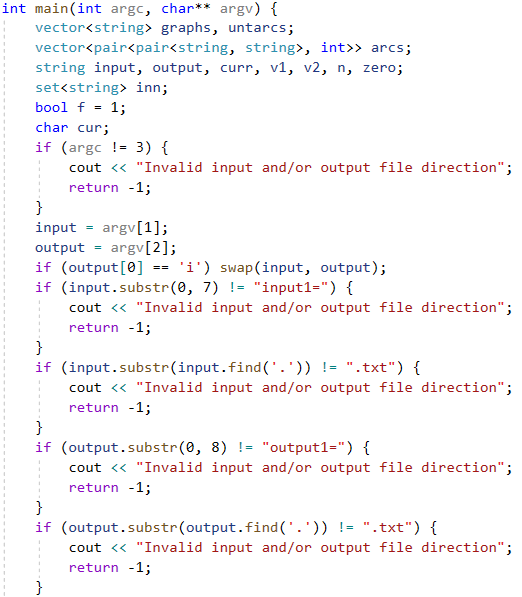 int main(int argc, char** argv) {
    vector<string> graphs, untarcs;
    vector<pair<pair<string, string>, int>> arcs;
    string input, output, curr, v1, v2, n, zero;
    set<string> inn;
    bool f = 1;
    char cur;
    if (argc != 3) {
        cout << "Invalid input and/or output file direction";
        return -1;
    }
    input = argv[1];
    output = argv[2];
    if (output[0] == 'i') swap(input, output);
    if (input.substr(0, 7) != "input1=") {
        cout << "Invalid input and/or output file direction";
        return -1;
    }
    if (input.substr(input.find('.')) != ".txt") {
        cout << "Invalid input and/or output file direction";
        return -1;
    }
    if (output.substr(0, 8) != "output1=") {
        cout << "Invalid input and/or output file direction";
        return -1;
    }
    if (output.substr(output.find('.')) != ".txt") {
        cout << "Invalid input and/or output file direction";
        return -1;
    }